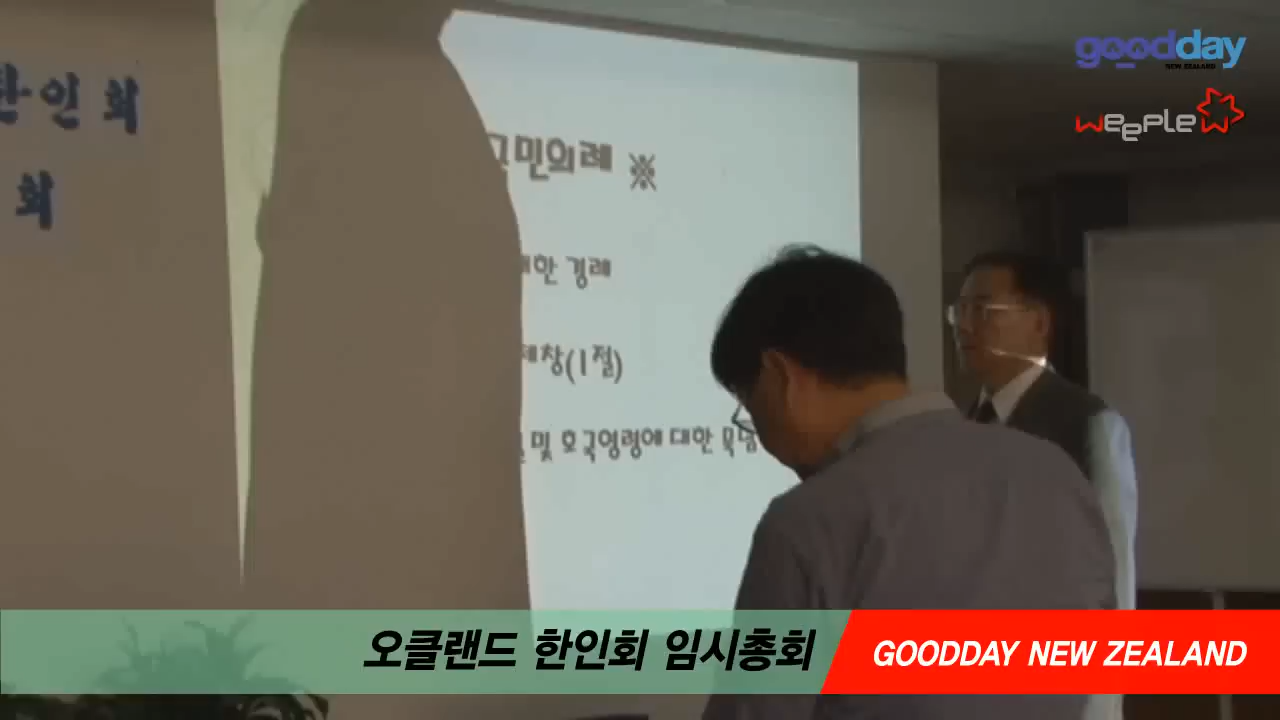 goodday
NEW ZEALAND
weeple
한인회
회
국민의례 ※
대한 경례
제창(1절)
및 호국영령에 대한 묵념
오클랜드 한인회 임시총회
GOODDAY NEW ZEALAND